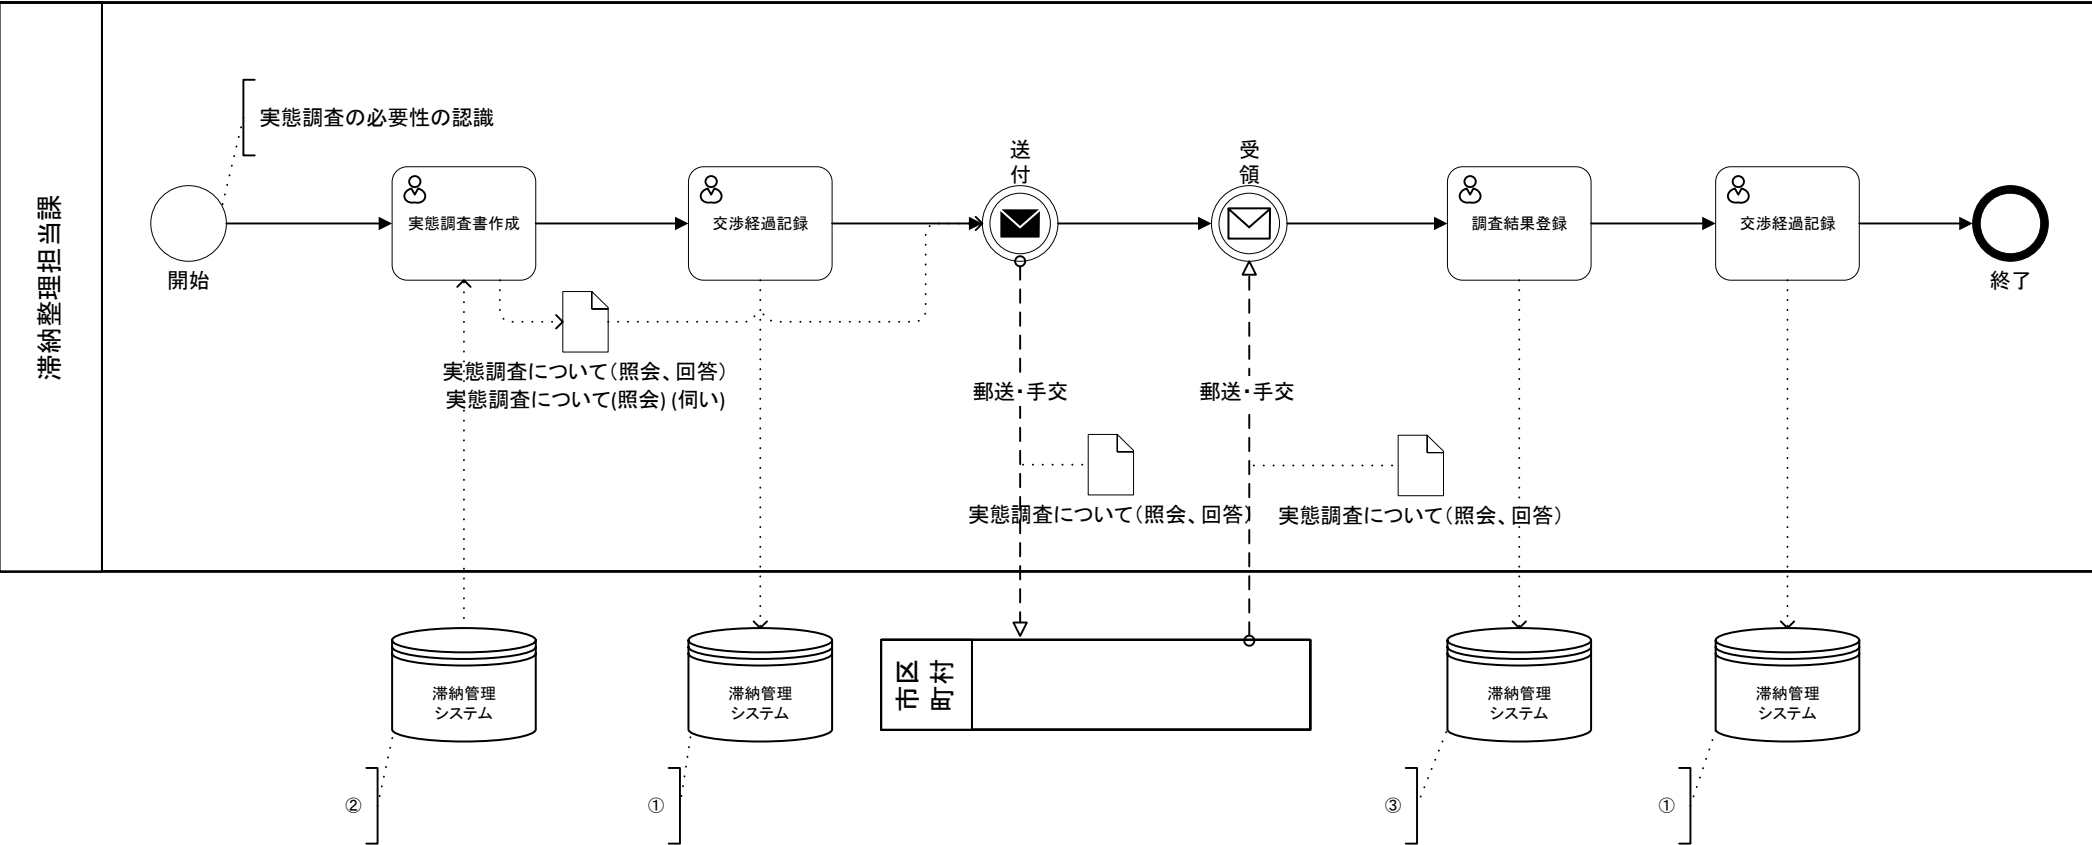 滞納整理担当課
実態調査の必要性の認識
開始
実態調査書作成
交渉経過記録
送
付
受
領
調査結果登録
交渉経過記録
終了
実態調査について（照会、回答）
実態調査について(照会) (伺い)
郵送・手交
郵送・手交
実態調査について（照会、回答）
実態調査について（照会、回答）
滞納管理
システム
滞納管理
システム
市区
町村
滞納管理
システム
滞納管理
システム
②
①
③
①